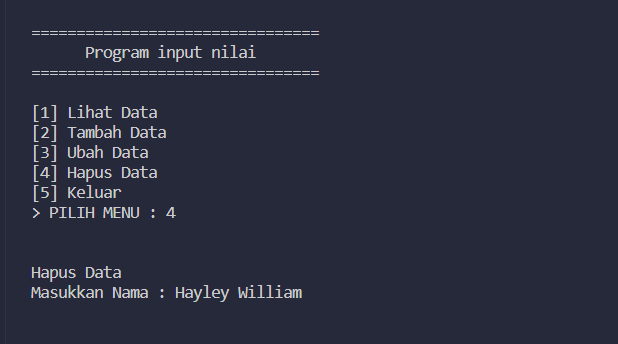 ================================
Program input nilai
================================
[1] Lihat Data
[2] Tambah Data
[3] Ubah Data
[4] Hapus Data
[5] Keluar
> PILIH MENU : 4
Hapus Data
Masukkan Nama : Hayley William